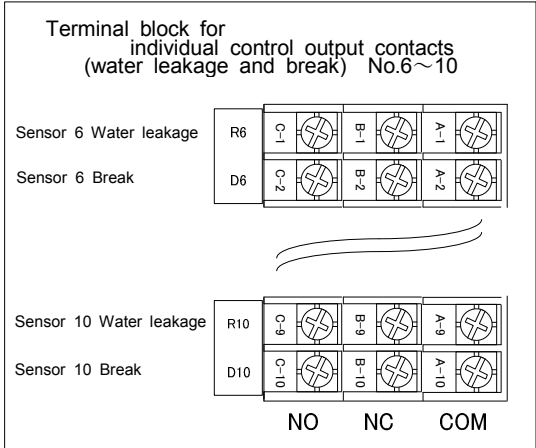 Terminal block for
individual control output contacts
(water leakage and break) No.6～10
Sensor 6 Water leakage R6 C-1 B-1 A-1
Sensor 6 Break D6 C-2 B-2 A-2
Sensor 10 Water leakage R10 C-9 B-9 A-9
Sensor 10 Break D10 C-10 B-10 A-10
NO NC COM